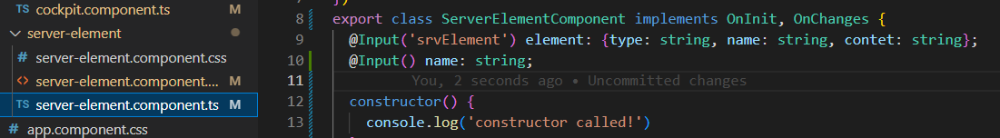 TS cockpit.component.ts M
server-element
# server-element.component.css
<> server-element.component.... M
TS server-element.component.ts M
# app.component.css
8 export class ServerElementComponent implements OnInit, OnChanges {
9 @Input('srvElement') element: {type: string, name: string, contet: string};
10 @Input() name: string;
11 You, 2 seconds ago • Uncommitted changes
12 constructor() {
13 console.log('constructor called!')